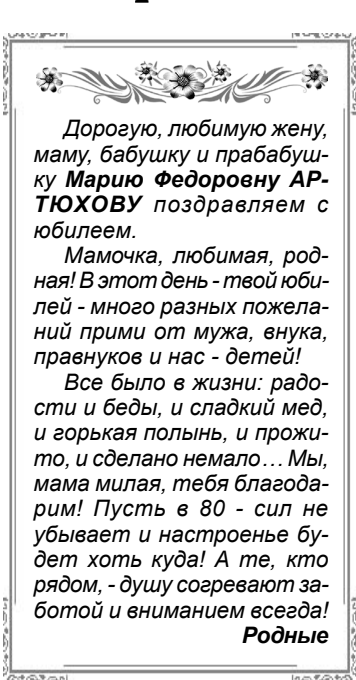 Дорогую, любимую жену,
маму, бабушку и прабабуш-
ку Марию Федоровну АР-
ТЮХОВУ поздравляем с
юбилеем.
Мамочка, любимая, род-
ная! В этот день - твой юби-
лей - много разных пожела-
ний прими от мужа, внука,
правнуков и нас - детей!
Все было в жизни: радо-
сти и беды, и сладкий мед,
и горькая полынь, и прожи-
то, и сделано немало… Мы,
мама милая, тебя благода-
рим! Пусть в 80 - сил не
убывает и настроенье бу-
дет хоть куда! А те, кто
рядом, - душу согревают за-
ботой и вниманием всегда!
Родные